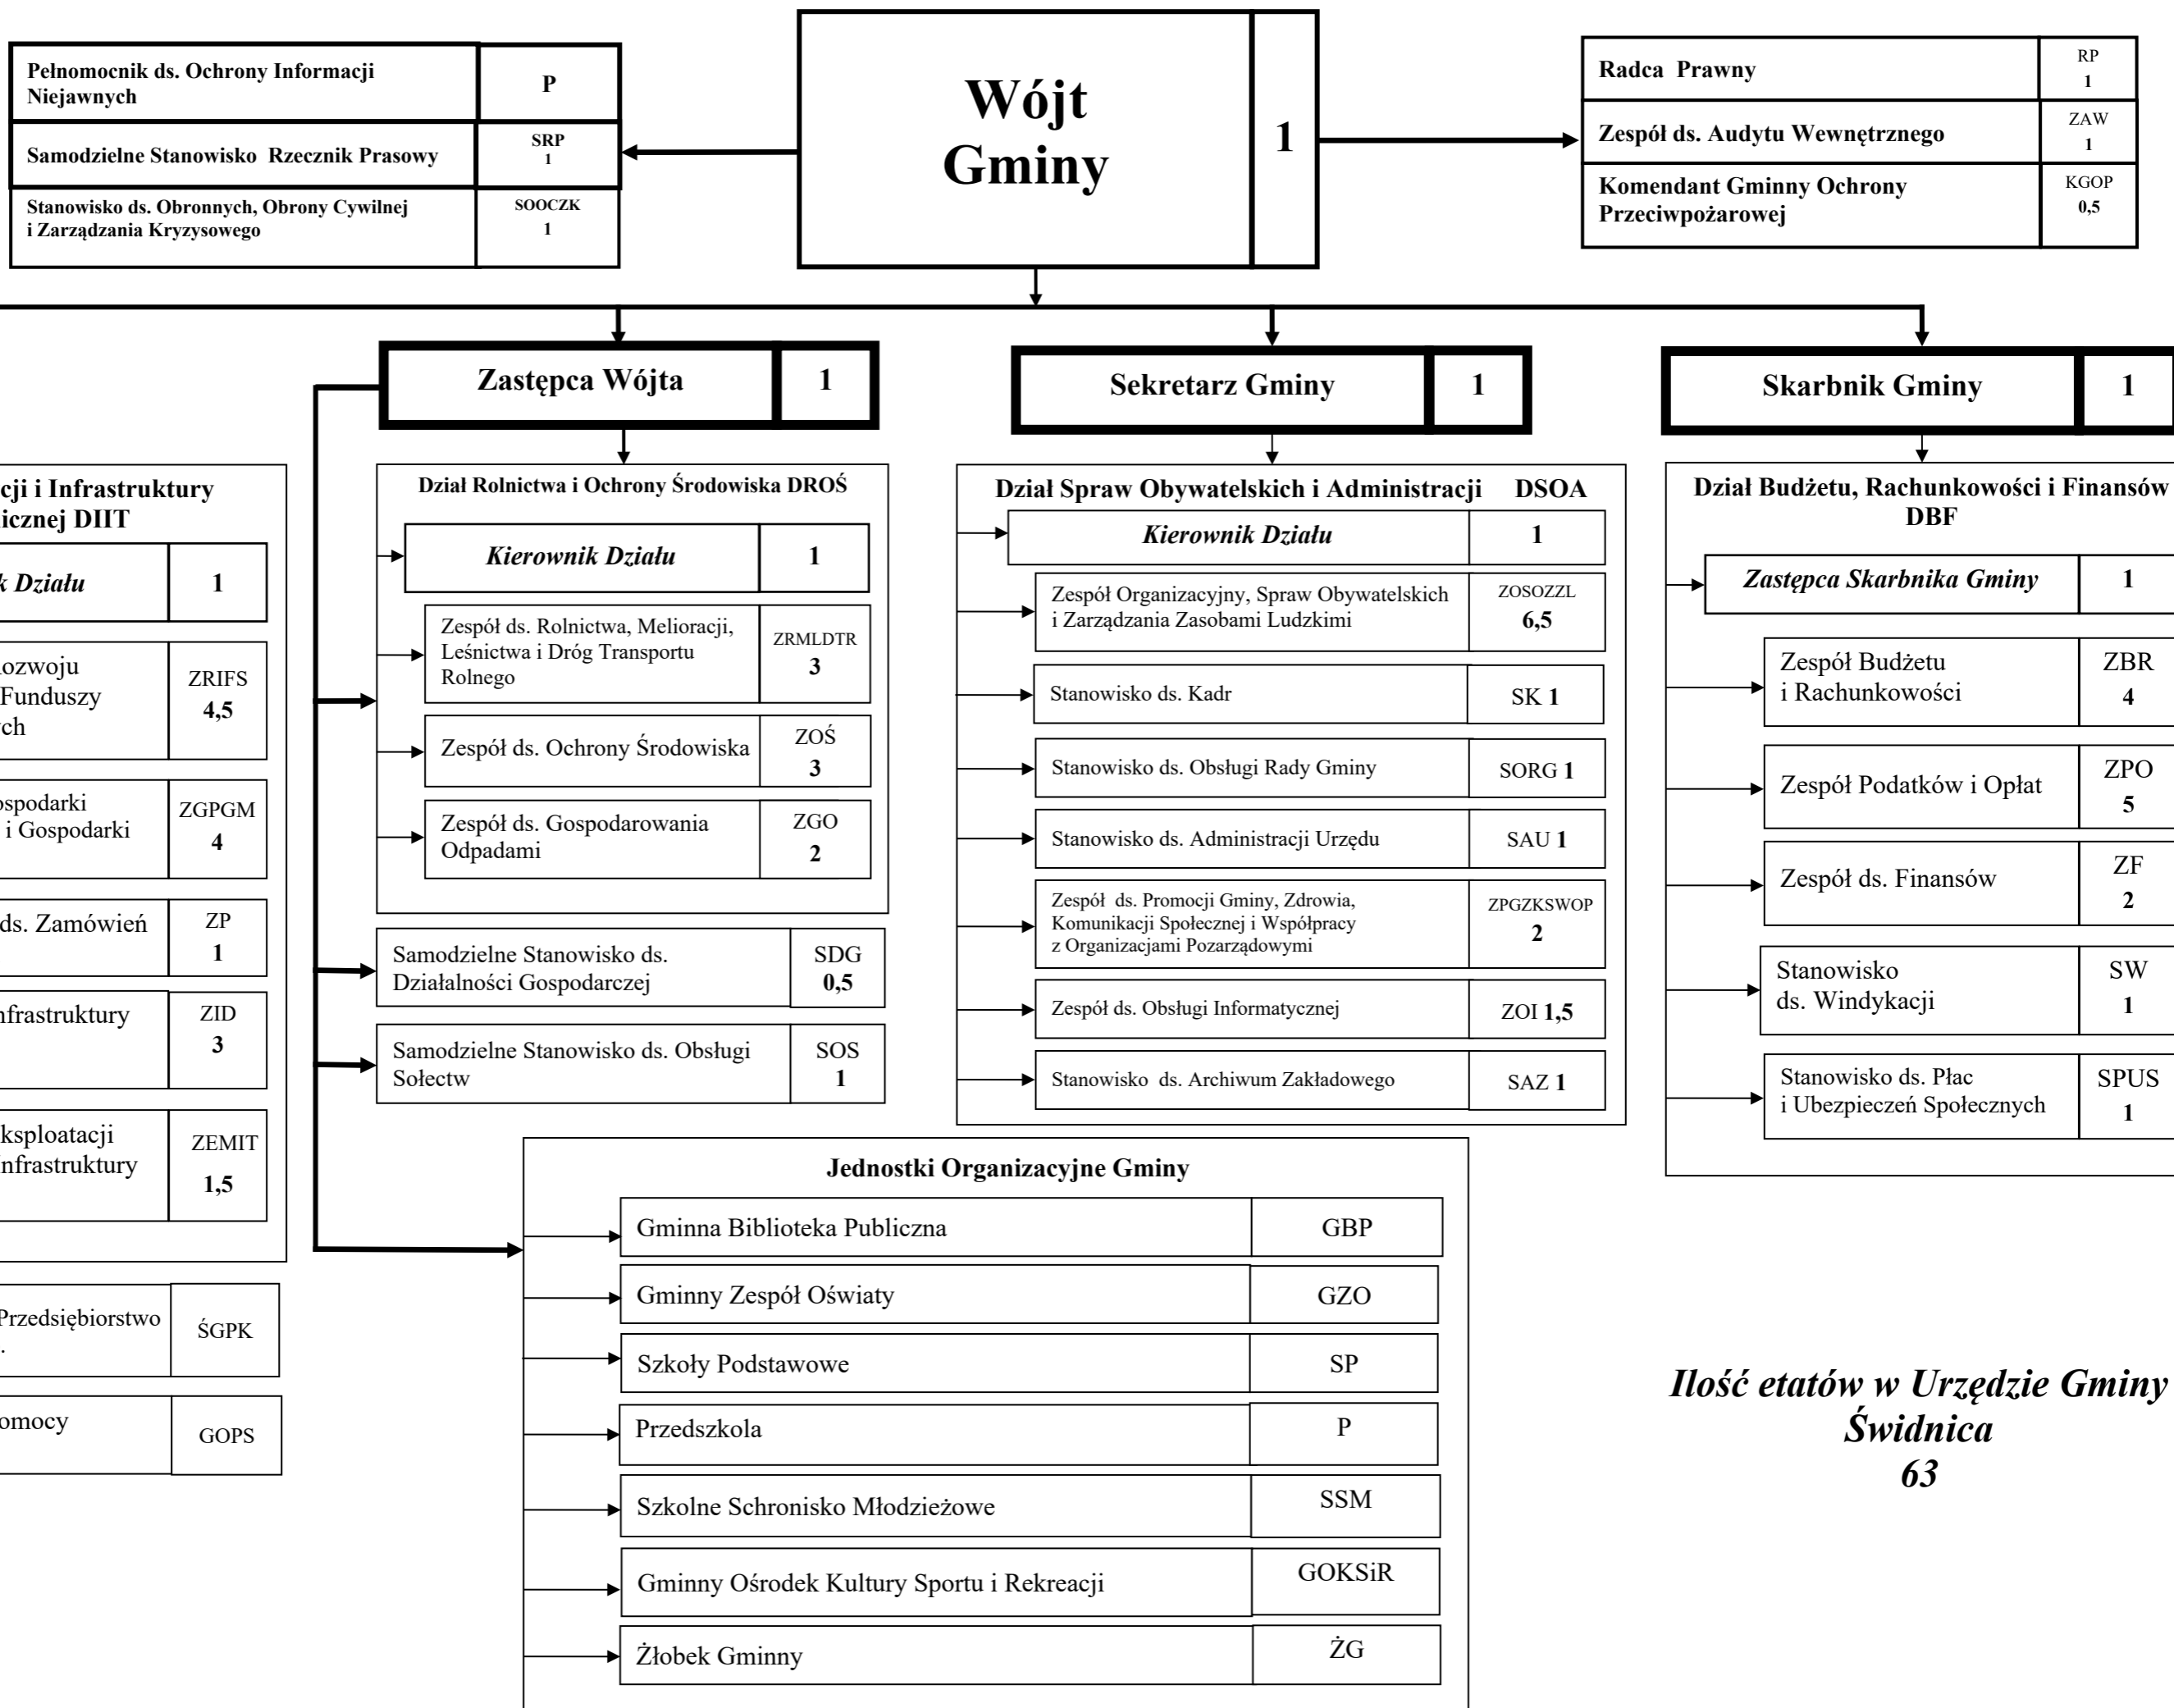 Pełnomocnik ds. Ochrony Informacji
Niejawnych
P
Samodzielne Stanowisko Rzecznik Prasowy
SRP
1
Stanowisko ds. Obronnych, Obrony Cywilnej
i Zarządzania Kryzysowego
SOOCZK
1
Wójt
Gminy
1
Radca Prawny
RP
1
Zespół ds. Audytu Wewnętrznego
ZAW
1
Komendant Gminny Ochrony
Przeciwpożarowej
KGOP
0,5
Zastępca Wójta
1
Sekretarz Gminy
1
Skarbnik Gminy
1
cji i Infrastruktury
icznej DIIT
k Działu
1
ozwoju
Funduszy
ych
ZRIFS
4,5
ospodarki
i Gospodarki
ZGPGM
4
ds. Zamówień
ZP
1
nfrastruktury
ZID
3
ksploatacji
nfrastruktury
ZEMIT
1,5
Przedsiębiorstwo
.
ŚGPK
omocy
GOPS
Dział Rolnictwa i Ochrony Środowiska DROŚ
Kierownik Działu
1
Zespół ds. Rolnictwa, Melioracji,
Leśnictwa i Dróg Transportu
Rolnego
ZRMLDTR
3
Zespół ds. Ochrony Środowiska
ZOŚ
3
Zespół ds. Gospodarowania
Odpadami
ZGO
2
Samodzielne Stanowisko ds.
Działalności Gospodarczej
SDG
0,5
Samodzielne Stanowisko ds. Obsługi
Sołectw
SOS
1
Dział Spraw Obywatelskich i Administracji DSOA
Kierownik Działu
1
Zespół Organizacyjny, Spraw Obywatelskich
i Zarządzania Zasobami Ludzkimi
ZOSOZZL
6,5
Stanowisko ds. Kadr
SK 1
Stanowisko ds. Obsługi Rady Gminy
SORG 1
Stanowisko ds. Administracji Urzędu
SAU 1
Zespół ds. Promocji Gminy, Zdrowia,
Komunikacji Społecznej i Współpracy
z Organizacjami Pozarządowymi
ZPGZKSWOP
2
Zespół ds. Obsługi Informatycznej
ZOI 1,5
Stanowisko ds. Archiwum Zakładowego
SAZ 1
Dział Budżetu, Rachunkowości i Finansów
DBF
Zastępca Skarbnika Gminy
1
Zespół Budżetu
i Rachunkowości
ZBR
4
Zespół Podatków i Opłat
ZPO
5
Zespół ds. Finansów
ZF
2
Stanowisko
ds. Windykacji
SW
1
Stanowisko ds. Płac
i Ubezpieczeń Społecznych
SPUS
1
Jednostki Organizacyjne Gminy
Gminna Biblioteka Publiczna
GBP
Gminny Zespół Oświaty
GZO
Szkoły Podstawowe
SP
Przedszkola
P
Szkolne Schronisko Młodzieżowe
SSM
Gminny Ośrodek Kultury Sportu i Rekreacji
GOKSiR
Żłobek Gminny
ŻG
Ilość etatów w Urzędzie Gminy
Świdnica
63